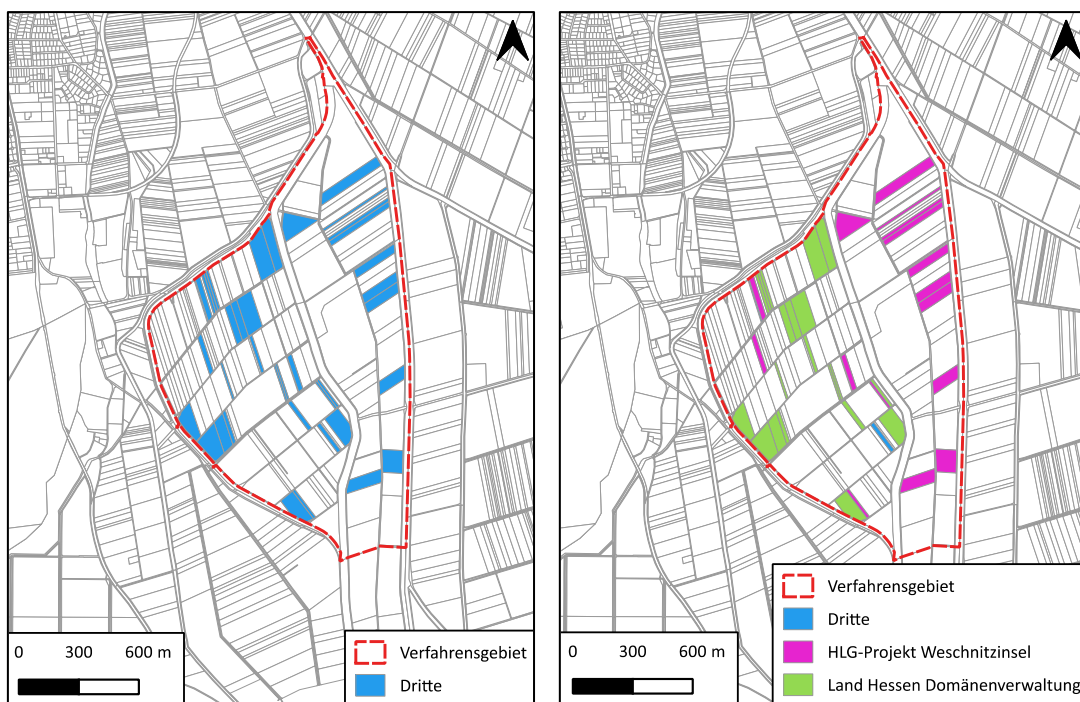 0 300 600 m
Verfahrensgebiet
Dritte
0 300 600 m
Verfahrensgebiet
Dritte
HLG-Projekt Weschnitzinsel
Land Hessen Domänenverwaltung